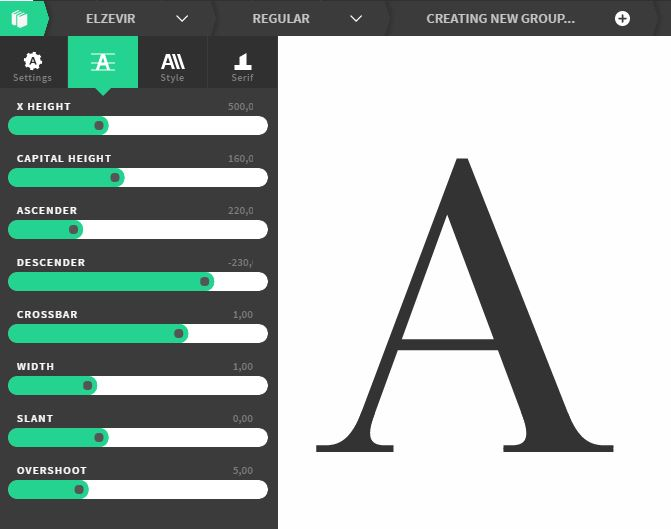 ELZEVIR REGULAR CREATING NEW GROUP...
Settings A Style Serif
X HEIGHT 500,0
CAPITAL HEIGHT 160,0
ASCENDER 220,0
DESCENDER -230,
CROSSBAR 1,00
WIDTH 1,00
SLANT 0,00
OVERSHOOT 5,00
A